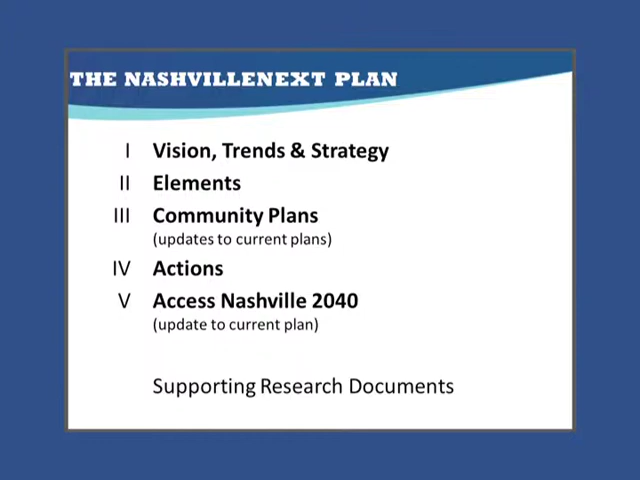 THE NASHVILLENEXT PLAN
I Vision, Trends & Strategy
II Elements
III Community Plans
(updates to current plans)
IV Actions
V Access Nashville 2040
(update to current plan)
Supporting Research Documents